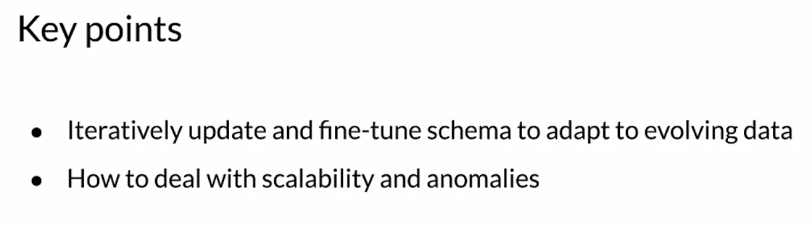 Key points
● Iteratively update and fine-tune schema to adapt to evolving data
● How to deal with scalability and anomalies